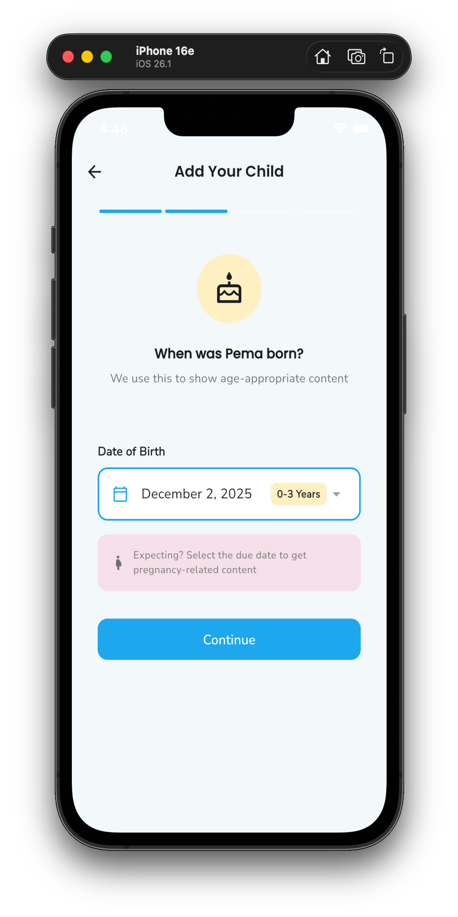 iPhone 16e
iOS 26.1
4:46
Add Your Child
When was Pema born?
We use this to show age-appropriate content
Date of Birth
December 2, 2025
0-3 Years
Expecting? Select the due date to get
pregnancy-related content
Continue